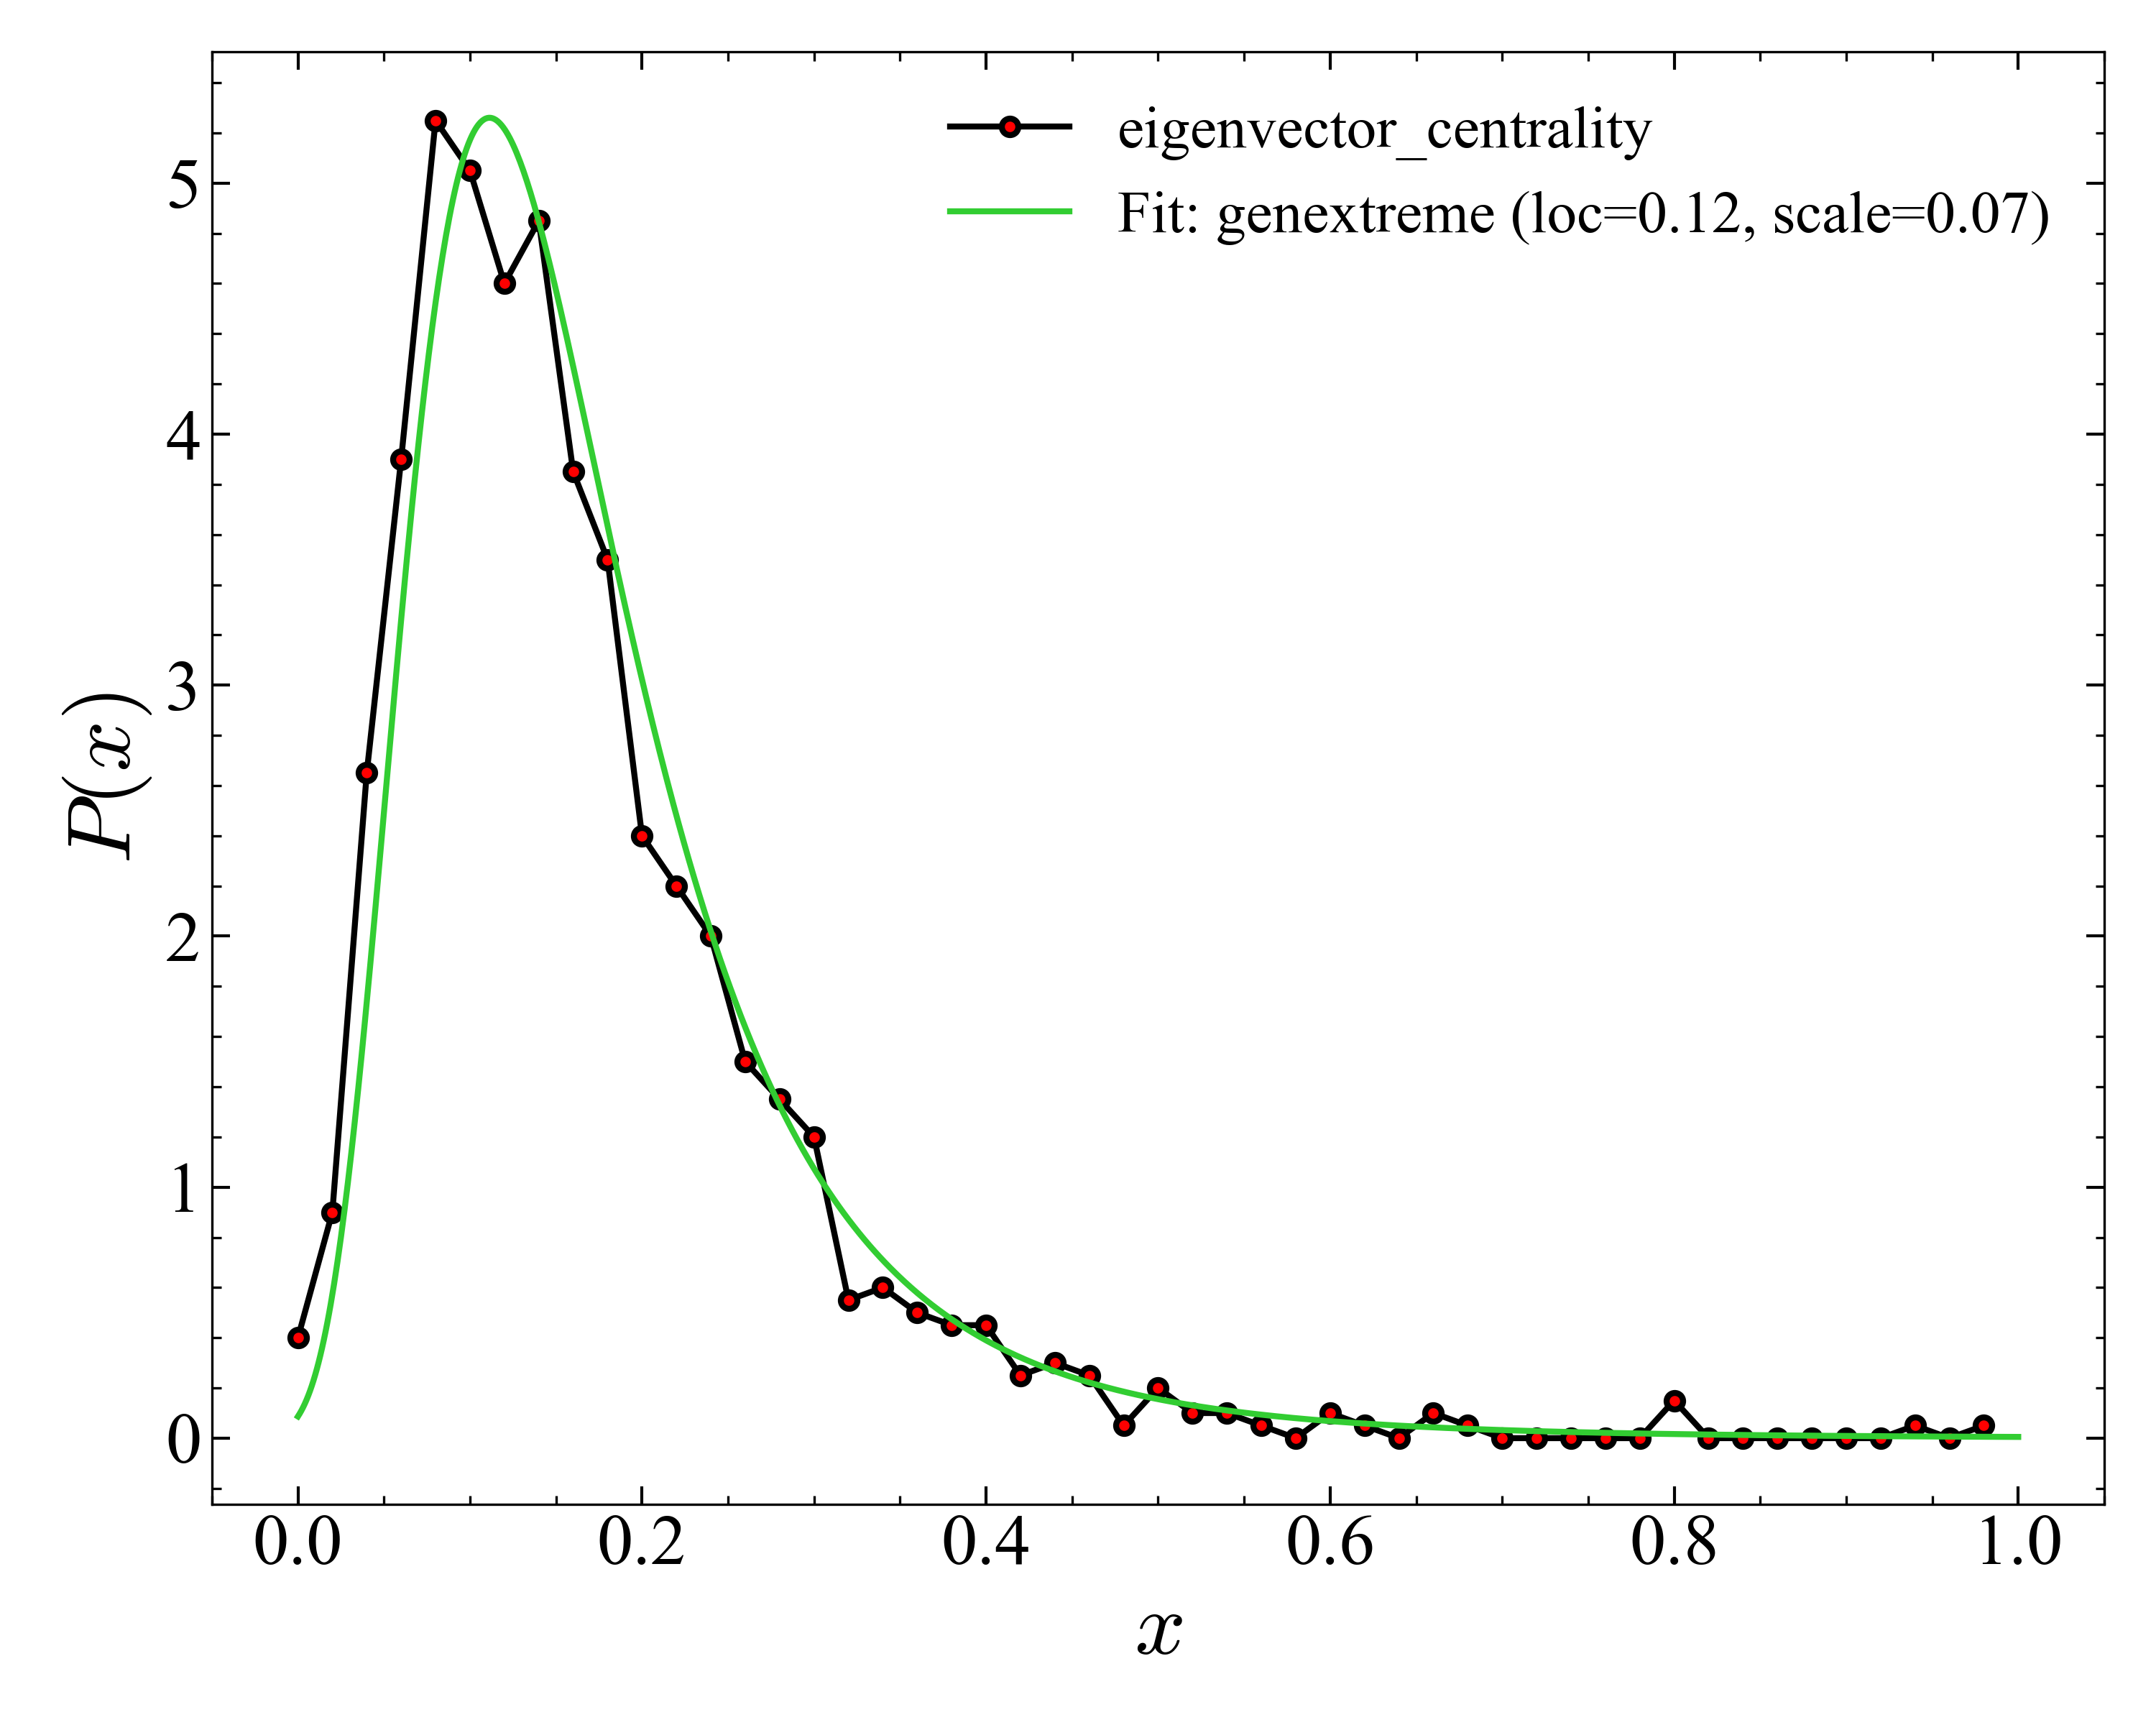 eigenvector_centrality
Fit: genextreme (loc=0.12, scale=0.07)
P(x)
5
4
3
2
1
0
0.0 0.2 0.4 0.6 0.8 1.0
x